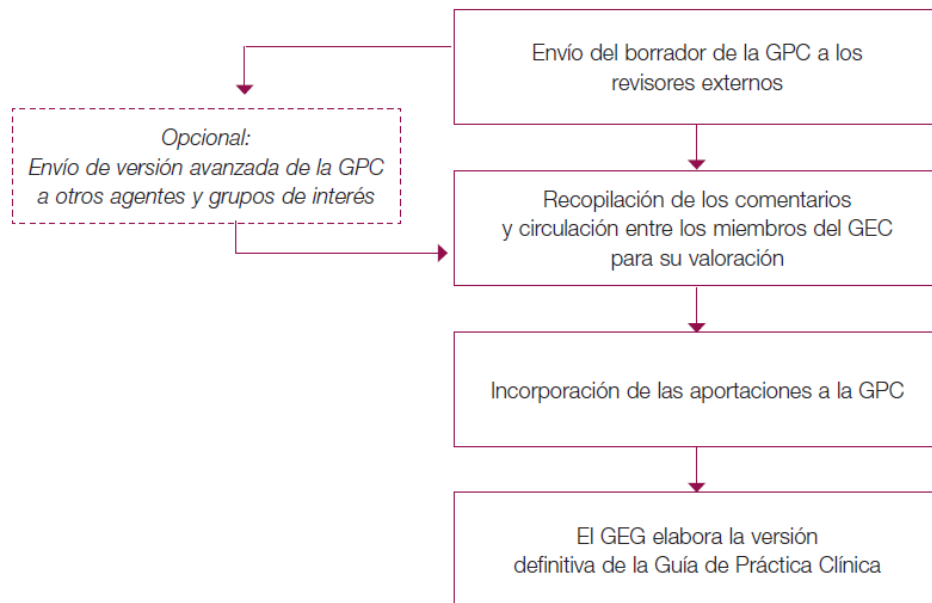 Envío del borrador de la GPC a los
revisores externos
Opcional:
Envío de versión avanzada de la GPC
a otros agentes y grupos de interés
Recopilación de los comentarios
y circulación entre los miembros del GEC
para su valoración
Incorporación de las aportaciones a la GPC
El GEG elabora la versión
definitiva de la Guía de Práctica Clínica